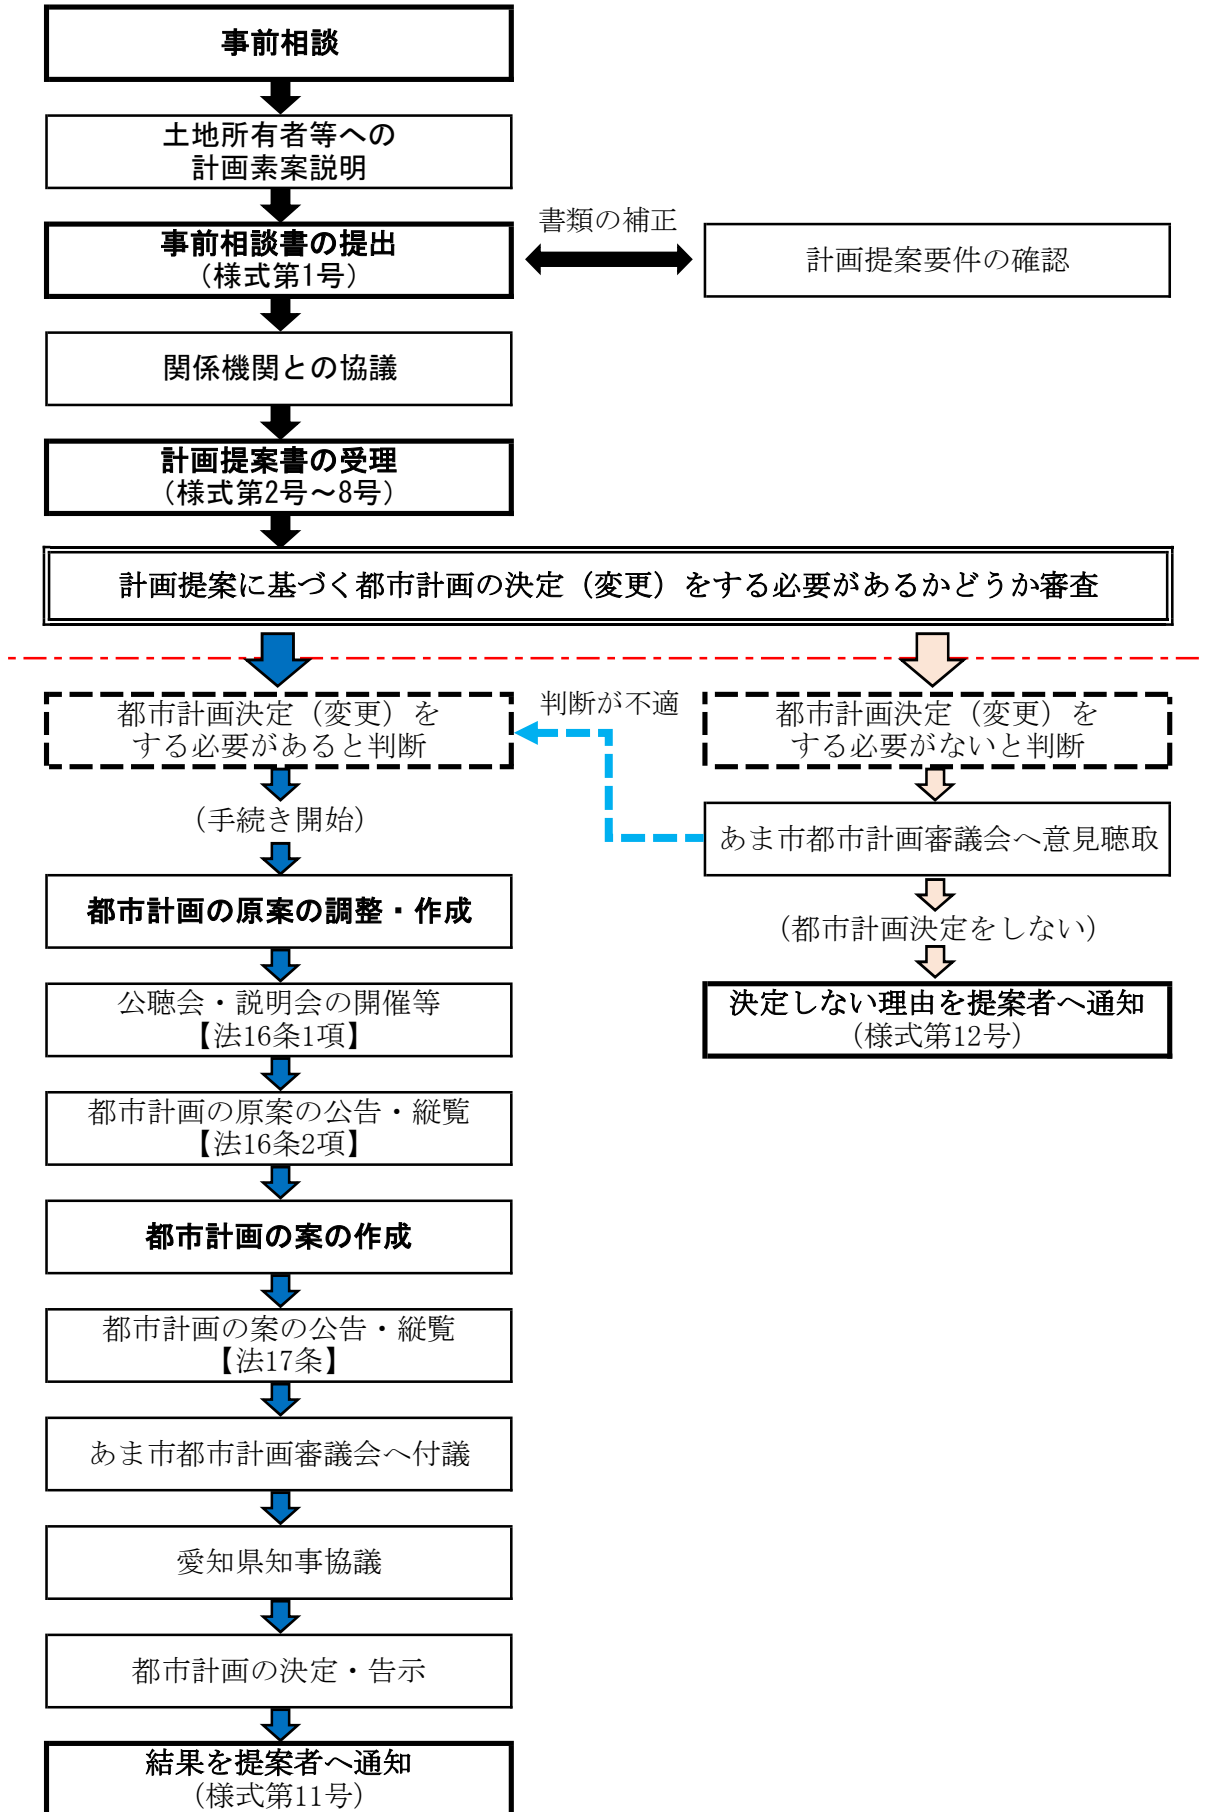 事前相談
土地所有者等への
計画素案説明
事前相談書の提出
（様式第1号）
書類の補正
計画提案要件の確認
関係機関との協議
計画提案書の受理
（様式第2号～8号）
計画提案に基づく都市計画の決定（変更）をする必要があるかどうか審査
都市計画決定（変更）を
する必要があると判断
判断が不適
都市計画決定（変更）を
する必要がないと判断
（手続き開始）
あま市都市計画審議会へ意見聴取
都市計画の原案の調整・作成
（都市計画決定をしない）
公聴会・説明会の開催等
【法16条1項】
決定しない理由を提案者へ通知
（様式第12号）
都市計画の原案の公告・縦覧
【法16条2項】
都市計画の案の作成
都市計画の案の公告・縦覧
【法17条】
あま市都市計画審議会へ付議
愛知県知事協議
都市計画の決定・告示
結果を提案者へ通知
（様式第11号）